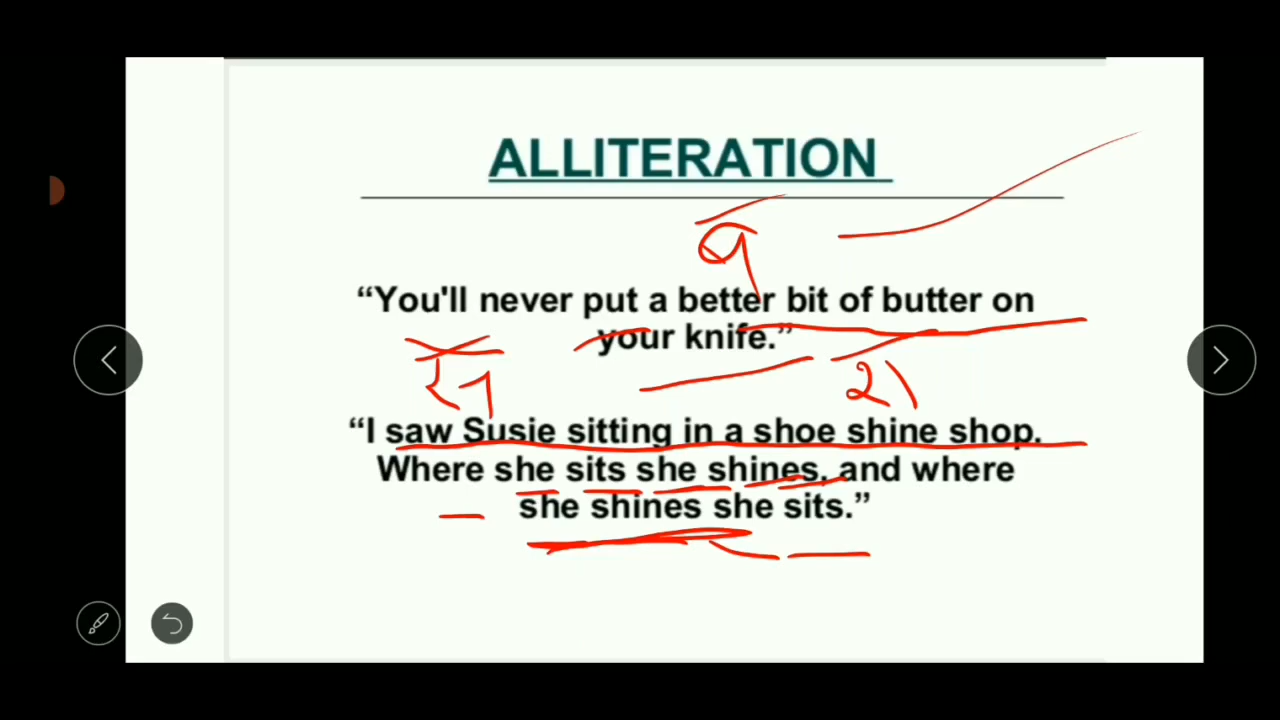 ALLITERATION
ब
“You'll never put a better bit of butter on
your knife.”
स श
“I saw Susie sitting in a shoe shine shop.
Where she sits she shines, and where
she shines she sits.”